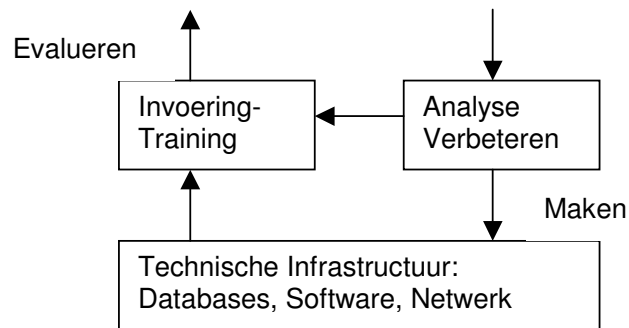 Evalueren
Invoering-
Training
Analyse
Verbeteren
Maken
Technische Infrastructuur:
Databases, Software, Netwerk